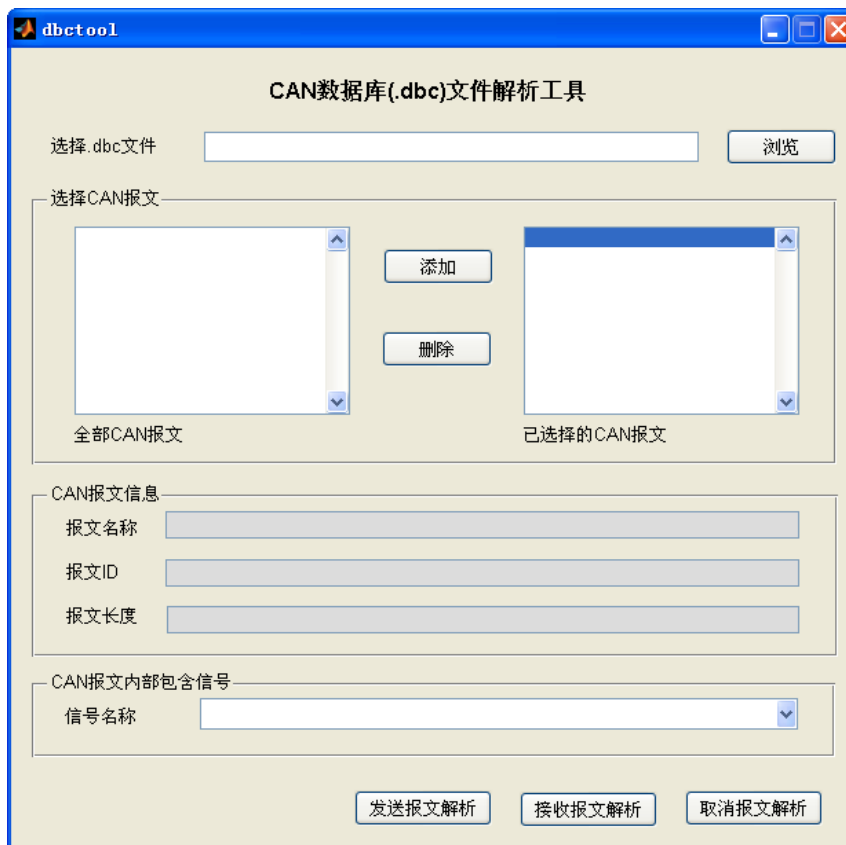 dbctool
CAN数据库(.dbc)文件解析工具
选择.dbc文件
浏览
选择CAN报文
添加
删除
全部CAN报文
已选择的CAN报文
CAN报文信息
报文名称
报文ID
报文长度
CAN报文内部包含信号
信号名称
发送报文解析
接收报文解析
取消报文解析